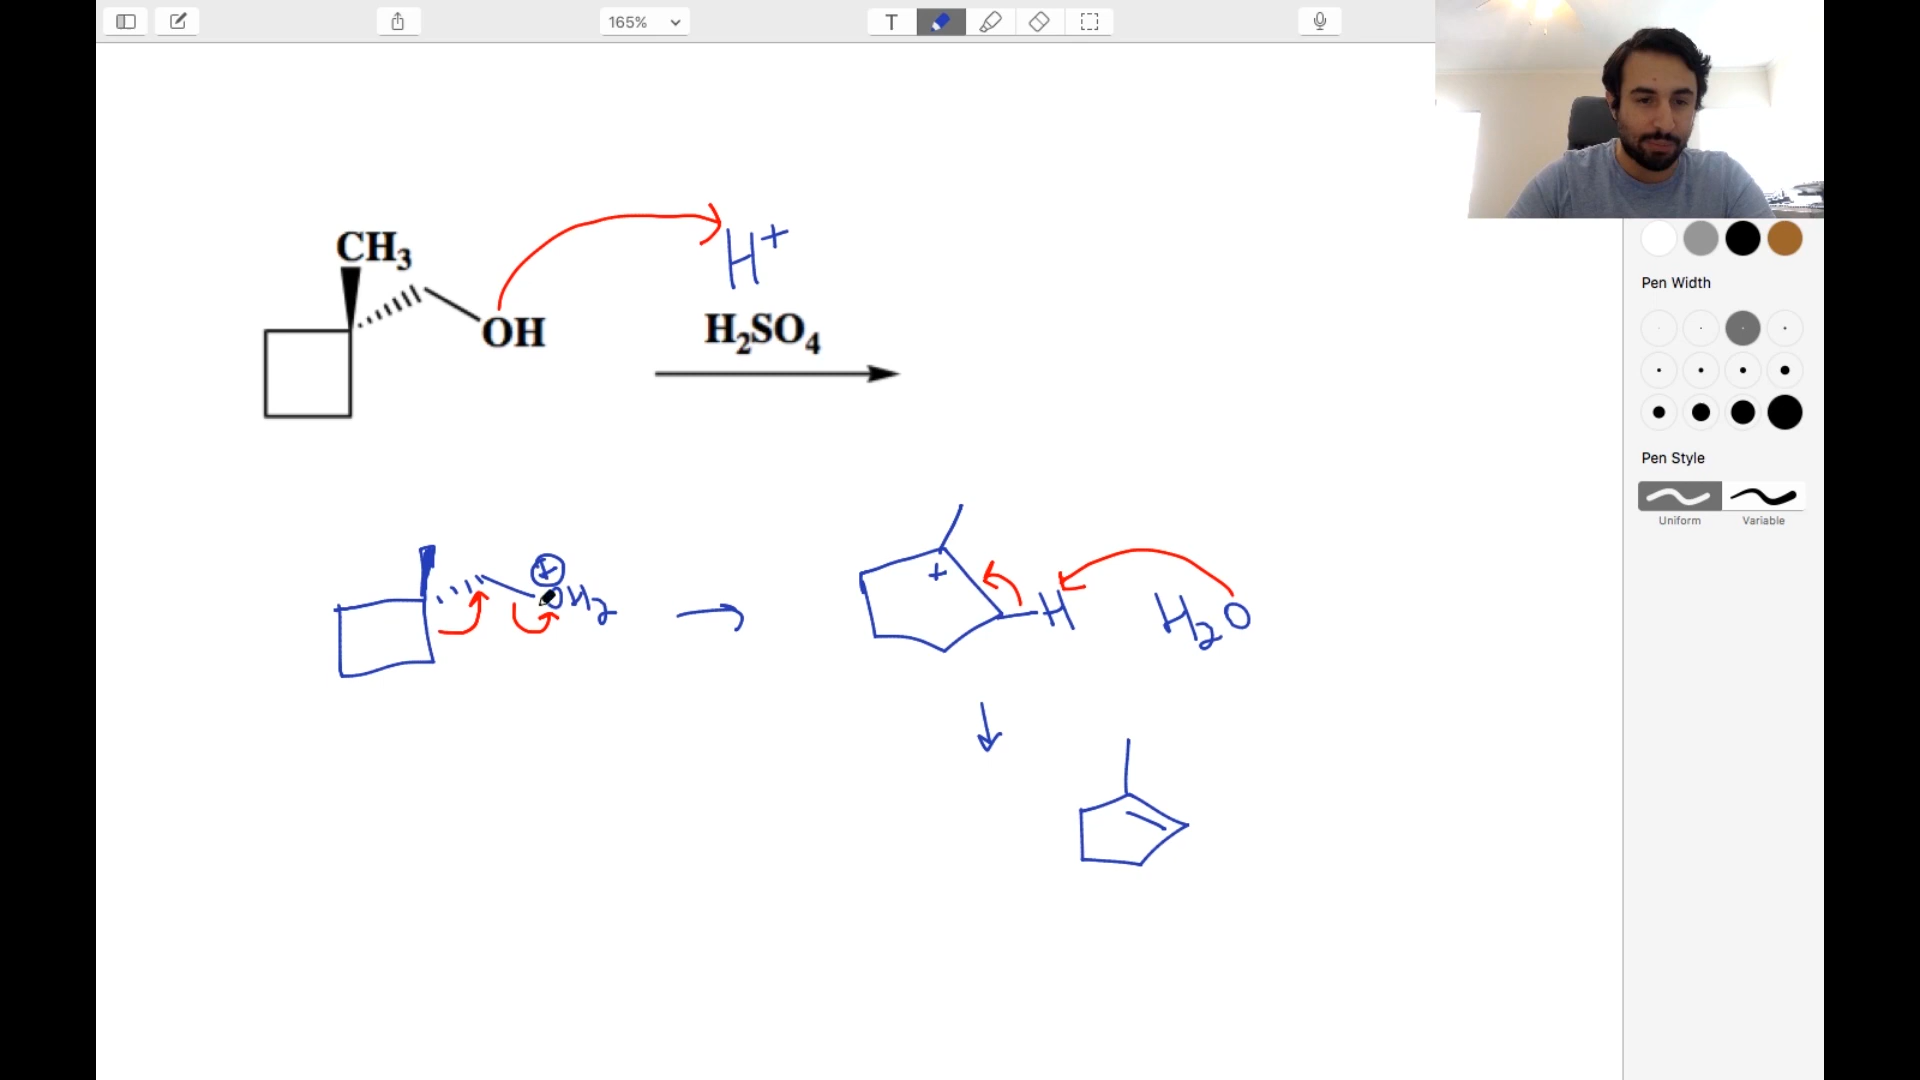 165%
T
CH₃
H⁺
OH
H₂SO₄
Pen Width
Pen Style
Uniform
Variable
+
OH₂
+
H
H₂O